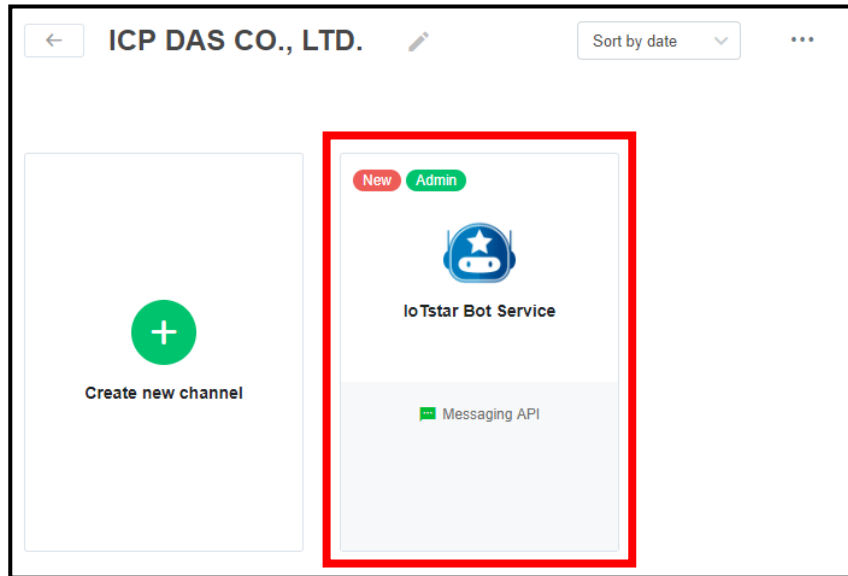 ICP DAS CO., LTD.
Sort by date
New Admin
IoTstar Bot Service
Create new channel
Messaging API